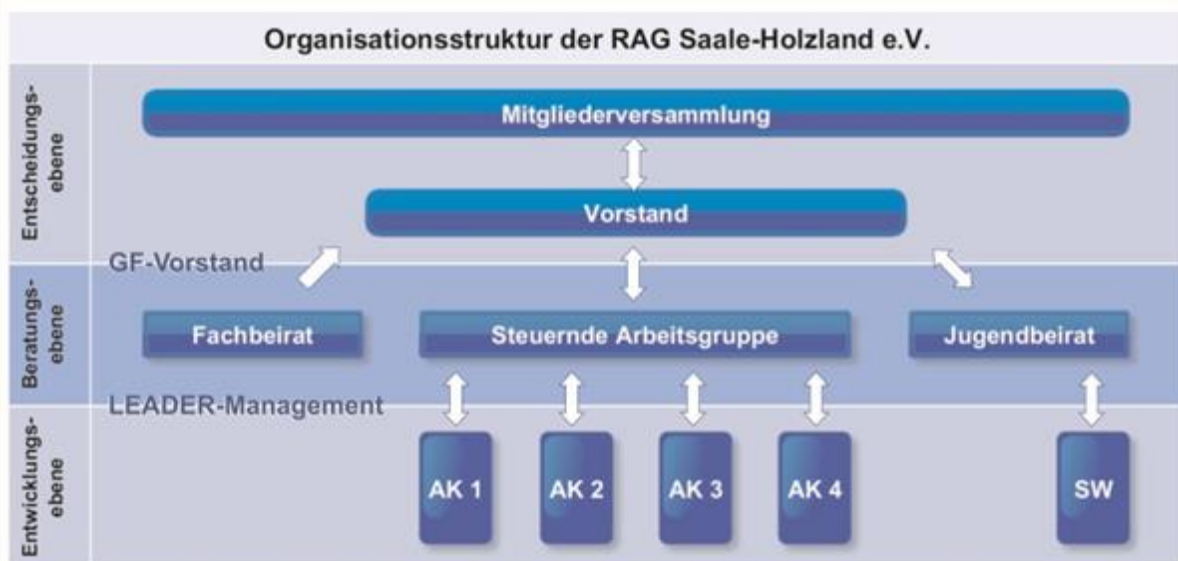 Organisationsstruktur der RAG Saale-Holzland e.V.
Entscheidungs-
ebene
Mitgliederversammlung
Vorstand
GF-Vorstand
Beratungs-
ebene
Fachbeirat
Steuernde Arbeitsgruppe
Jugendbeirat
LEADER-Management
Entwicklungs-
ebene
AK 1
AK 2
AK 3
AK 4
SW